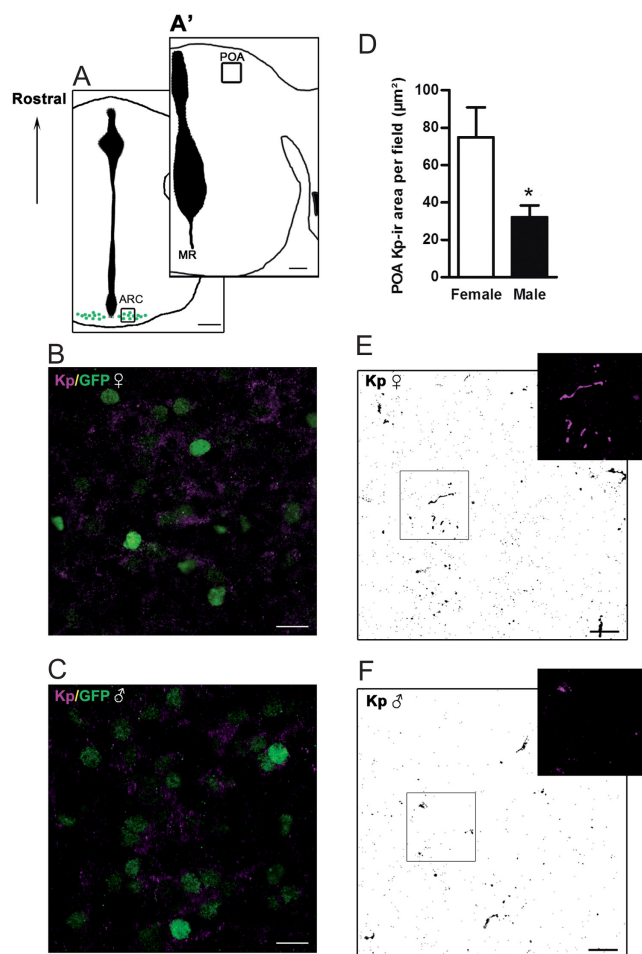 A'
POA
A
Rostral
MR
ARC
D
POA Kp-ir area per field (µm²)
100
80
60
40
20
0
*
Female Male
B
Kp/GFP ♀
E
Kp ♀
C
Kp/GFP ♂
F
Kp ♂